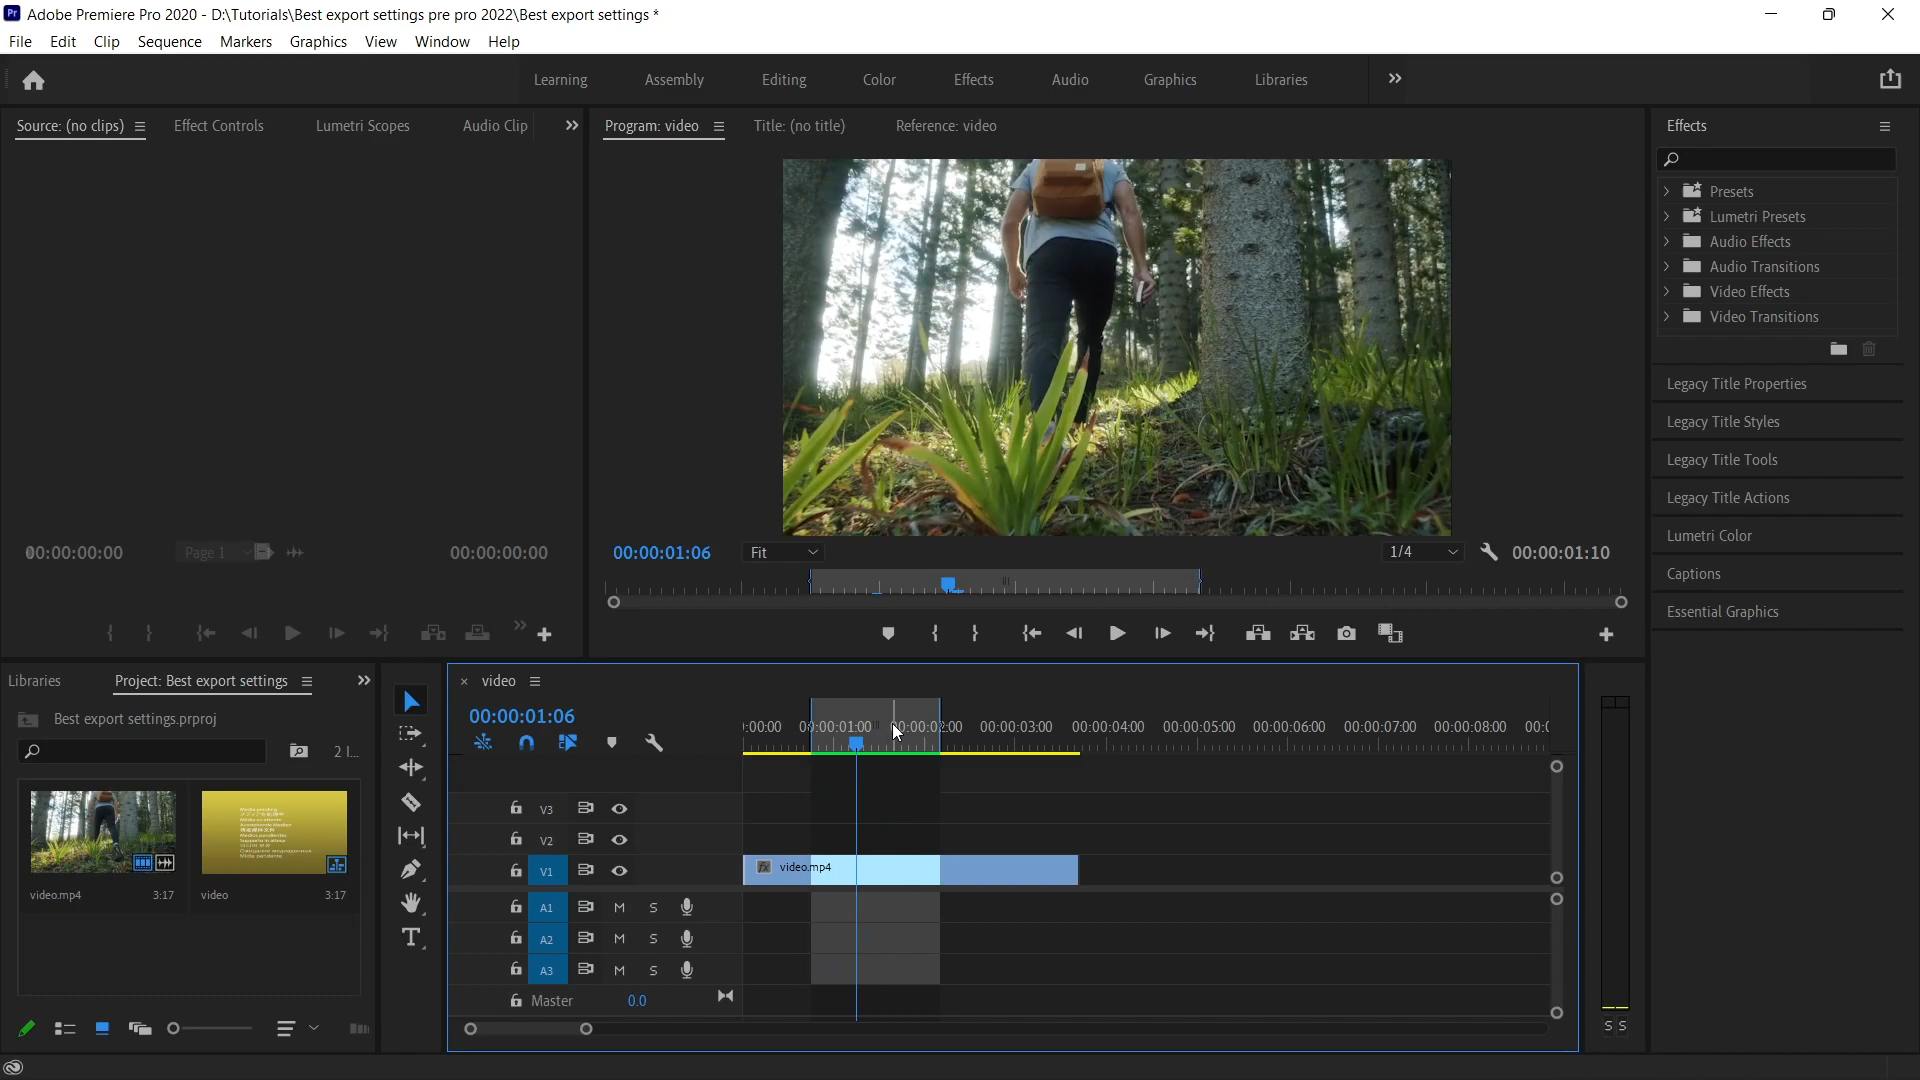 Adobe Premiere Pro 2020 - D:\Tutorials\Best export settings pre pro 2022\Best export settings *
File Edit Clip Sequence Markers Graphics View Window Help
Learning Assembly Editing Color Effects Audio Graphics Libraries
Source: (no clips) Effect Controls Lumetri Scopes Audio Clip
Program: video Title: (no title) Reference: video
Effects
Presets
Lumetri Presets
Audio Effects
Audio Transitions
Video Effects
Video Transitions
Legacy Title Properties
Legacy Title Styles
Legacy Title Tools
Legacy Title Actions
Lumetri Color
Captions
Essential Graphics
00:00:00:00 Page 1 00:00:00:00
00:00:01:06 Fit 1/4 00:00:01:10
Libraries Project: Best export settings
Best export settings.prproj
2 I...
video.mp4 3:17 video 3:17
video
00:00:01:06
:00:00 00:00:01:00 00:00:02:00 00:00:03:00 00:00:04:00 00:00:05:00 00:00:06:00 00:00:07:00 00:00:08:00 00:0
V3
V2
V1 fx video.mp4
A1 M S
A2 M S
A3 M S
Master 0.0
S S